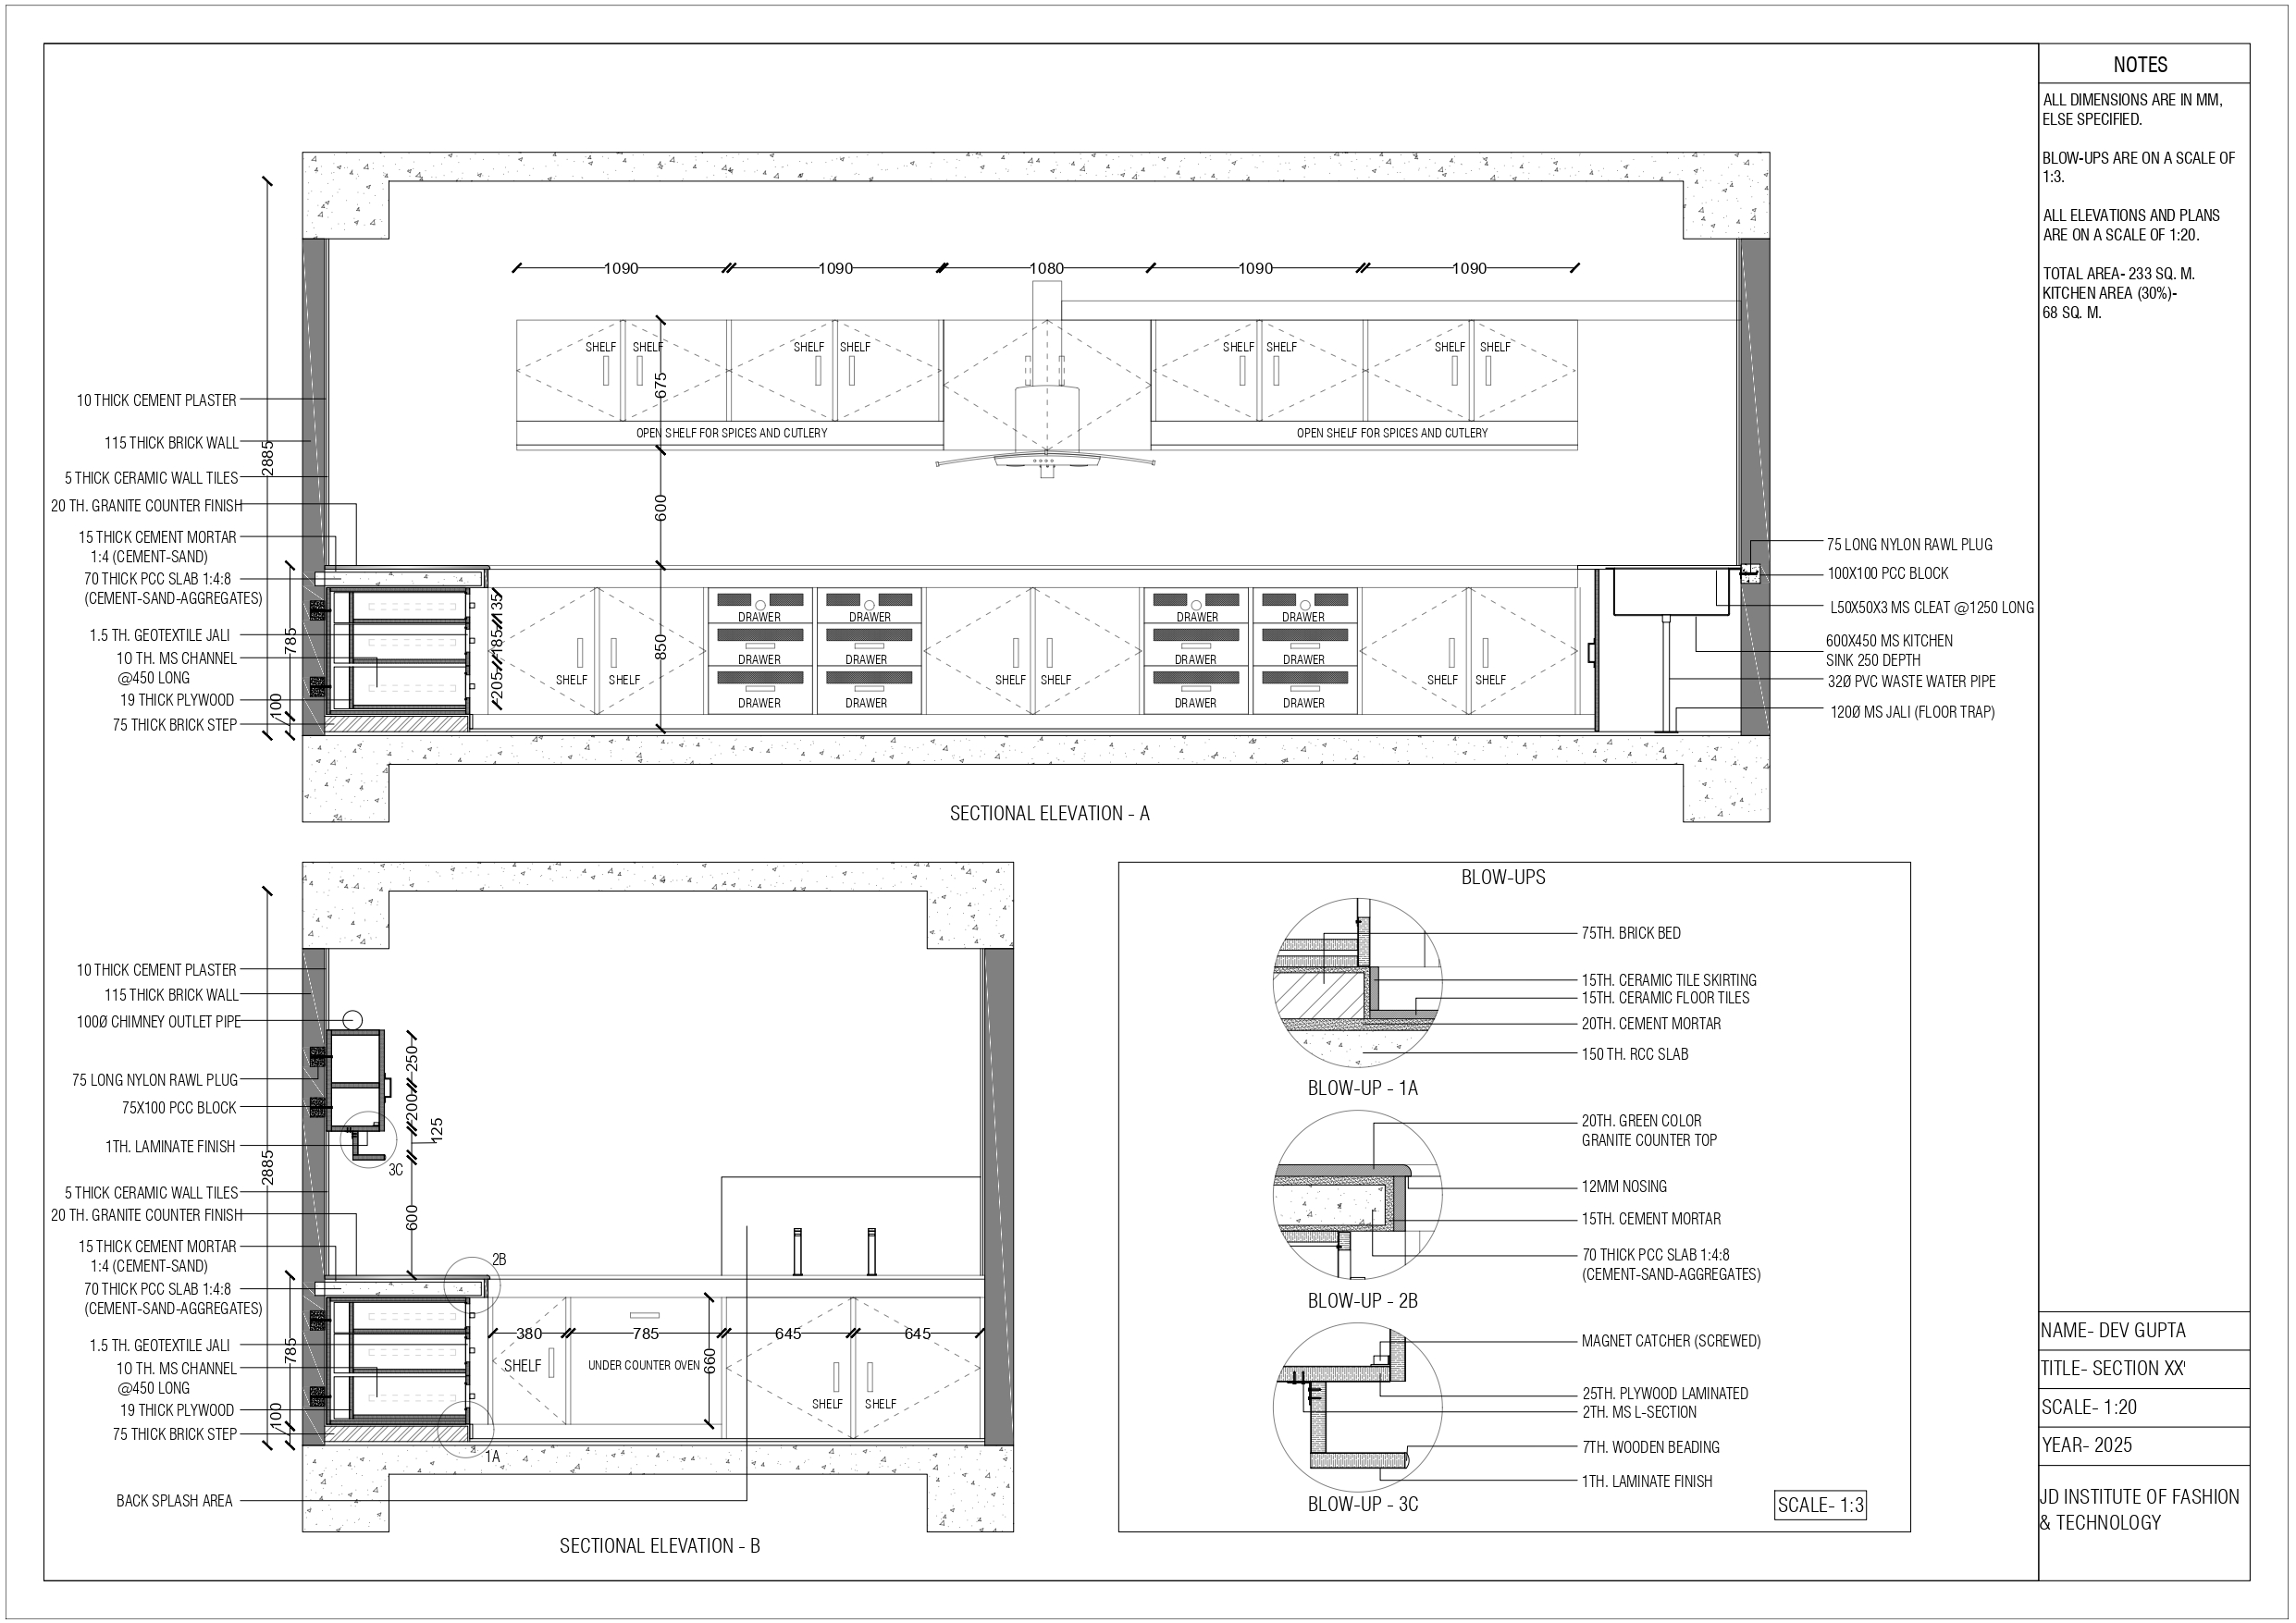 1090
1090
1080
1090
1090
SHELF
SHELF
SHELF
SHELF
SHELF
SHELF
SHELF
SHELF
675
OPEN SHELF FOR SPICES AND CUTLERY
OPEN SHELF FOR SPICES AND CUTLERY
10 THICK CEMENT PLASTER
115 THICK BRICK WALL
2885
5 THICK CERAMIC WALL TILES
20 TH. GRANITE COUNTER FINISH
15 THICK CEMENT MORTAR
1:4 (CEMENT-SAND)
70 THICK PCC SLAB 1:4:8
(CEMENT-SAND-AGGREGATES)
1.5 TH. GEOTEXTILE JALI
10 TH. MS CHANNEL
@450 LONG
19 THICK PLYWOOD
75 THICK BRICK STEP
785
100
600
850
135
185
205
SHELF
SHELF
DRAWER
DRAWER
DRAWER
DRAWER
DRAWER
DRAWER
SHELF
SHELF
DRAWER
DRAWER
DRAWER
DRAWER
DRAWER
DRAWER
SHELF
SHELF
75 LONG NYLON RAWL PLUG
100X100 PCC BLOCK
L50X50X3 MS CLEAT @1250 LONG
600X450 MS KITCHEN
SINK 250 DEPTH
32Ø PVC WASTE WATER PIPE
120Ø MS JALI (FLOOR TRAP)
SECTIONAL ELEVATION - A
10 THICK CEMENT PLASTER
115 THICK BRICK WALL
100Ø CHIMNEY OUTLET PIPE
75 LONG NYLON RAWL PLUG
75X100 PCC BLOCK
1TH. LAMINATE FINISH
2885
5 THICK CERAMIC WALL TILES
20 TH. GRANITE COUNTER FINISH
15 THICK CEMENT MORTAR
1:4 (CEMENT-SAND)
70 THICK PCC SLAB 1:4:8
(CEMENT-SAND-AGGREGATES)
1.5 TH. GEOTEXTILE JALI
10 TH. MS CHANNEL
@450 LONG
19 THICK PLYWOOD
75 THICK BRICK STEP
BACK SPLASH AREA
785
100
250
200
125
3C
600
2B
1A
380
785
645
645
SHELF
UNDER COUNTER OVEN
660
SHELF
SHELF
SECTIONAL ELEVATION - B
BLOW-UPS
75TH. BRICK BED
15TH. CERAMIC TILE SKIRTING
15TH. CERAMIC FLOOR TILES
20TH. CEMENT MORTAR
150 TH. RCC SLAB
BLOW-UP - 1A
20TH. GREEN COLOR
GRANITE COUNTER TOP
12MM NOSING
15TH. CEMENT MORTAR
70 THICK PCC SLAB 1:4:8
(CEMENT-SAND-AGGREGATES)
BLOW-UP - 2B
MAGNET CATCHER (SCREWED)
25TH. PLYWOOD LAMINATED
2TH. MS L-SECTION
7TH. WOODEN BEADING
1TH. LAMINATE FINISH
BLOW-UP - 3C
SCALE- 1:3
NOTES
ALL DIMENSIONS ARE IN MM,
ELSE SPECIFIED.
BLOW-UPS ARE ON A SCALE OF
1:3.
ALL ELEVATIONS AND PLANS
ARE ON A SCALE OF 1:20.
TOTAL AREA- 233 SQ. M.
KITCHEN AREA (30%)-
68 SQ. M.
NAME- DEV GUPTA
TITLE- SECTION XX'
SCALE- 1:20
YEAR- 2025
JD INSTITUTE OF FASHION
& TECHNOLOGY